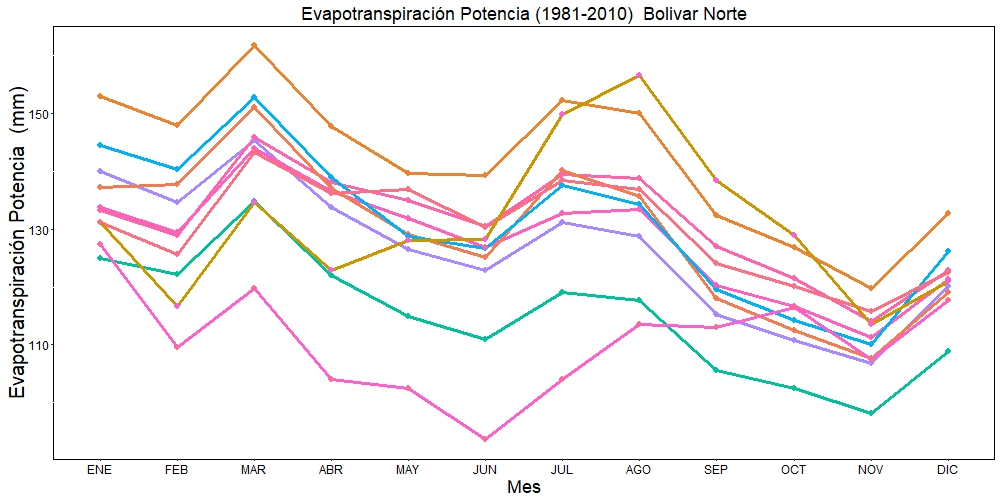 Evapotranspiración Potencia (1981-2010) Bolivar Norte
Evapotranspiración Potencia (mm)
150
130
110
ENE FEB MAR ABR MAY JUN JUL AGO SEP OCT NOV DIC
Mes